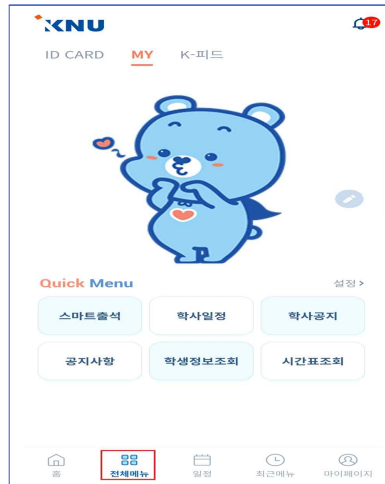 KNU
17
ID CARD MY K-피드
Quick Menu 설정 >
스마트출석 학사일정 학사공지
공지사항 학생정보조회 시간표조회
홈 전체메뉴 일정 최근메뉴 마이페이지